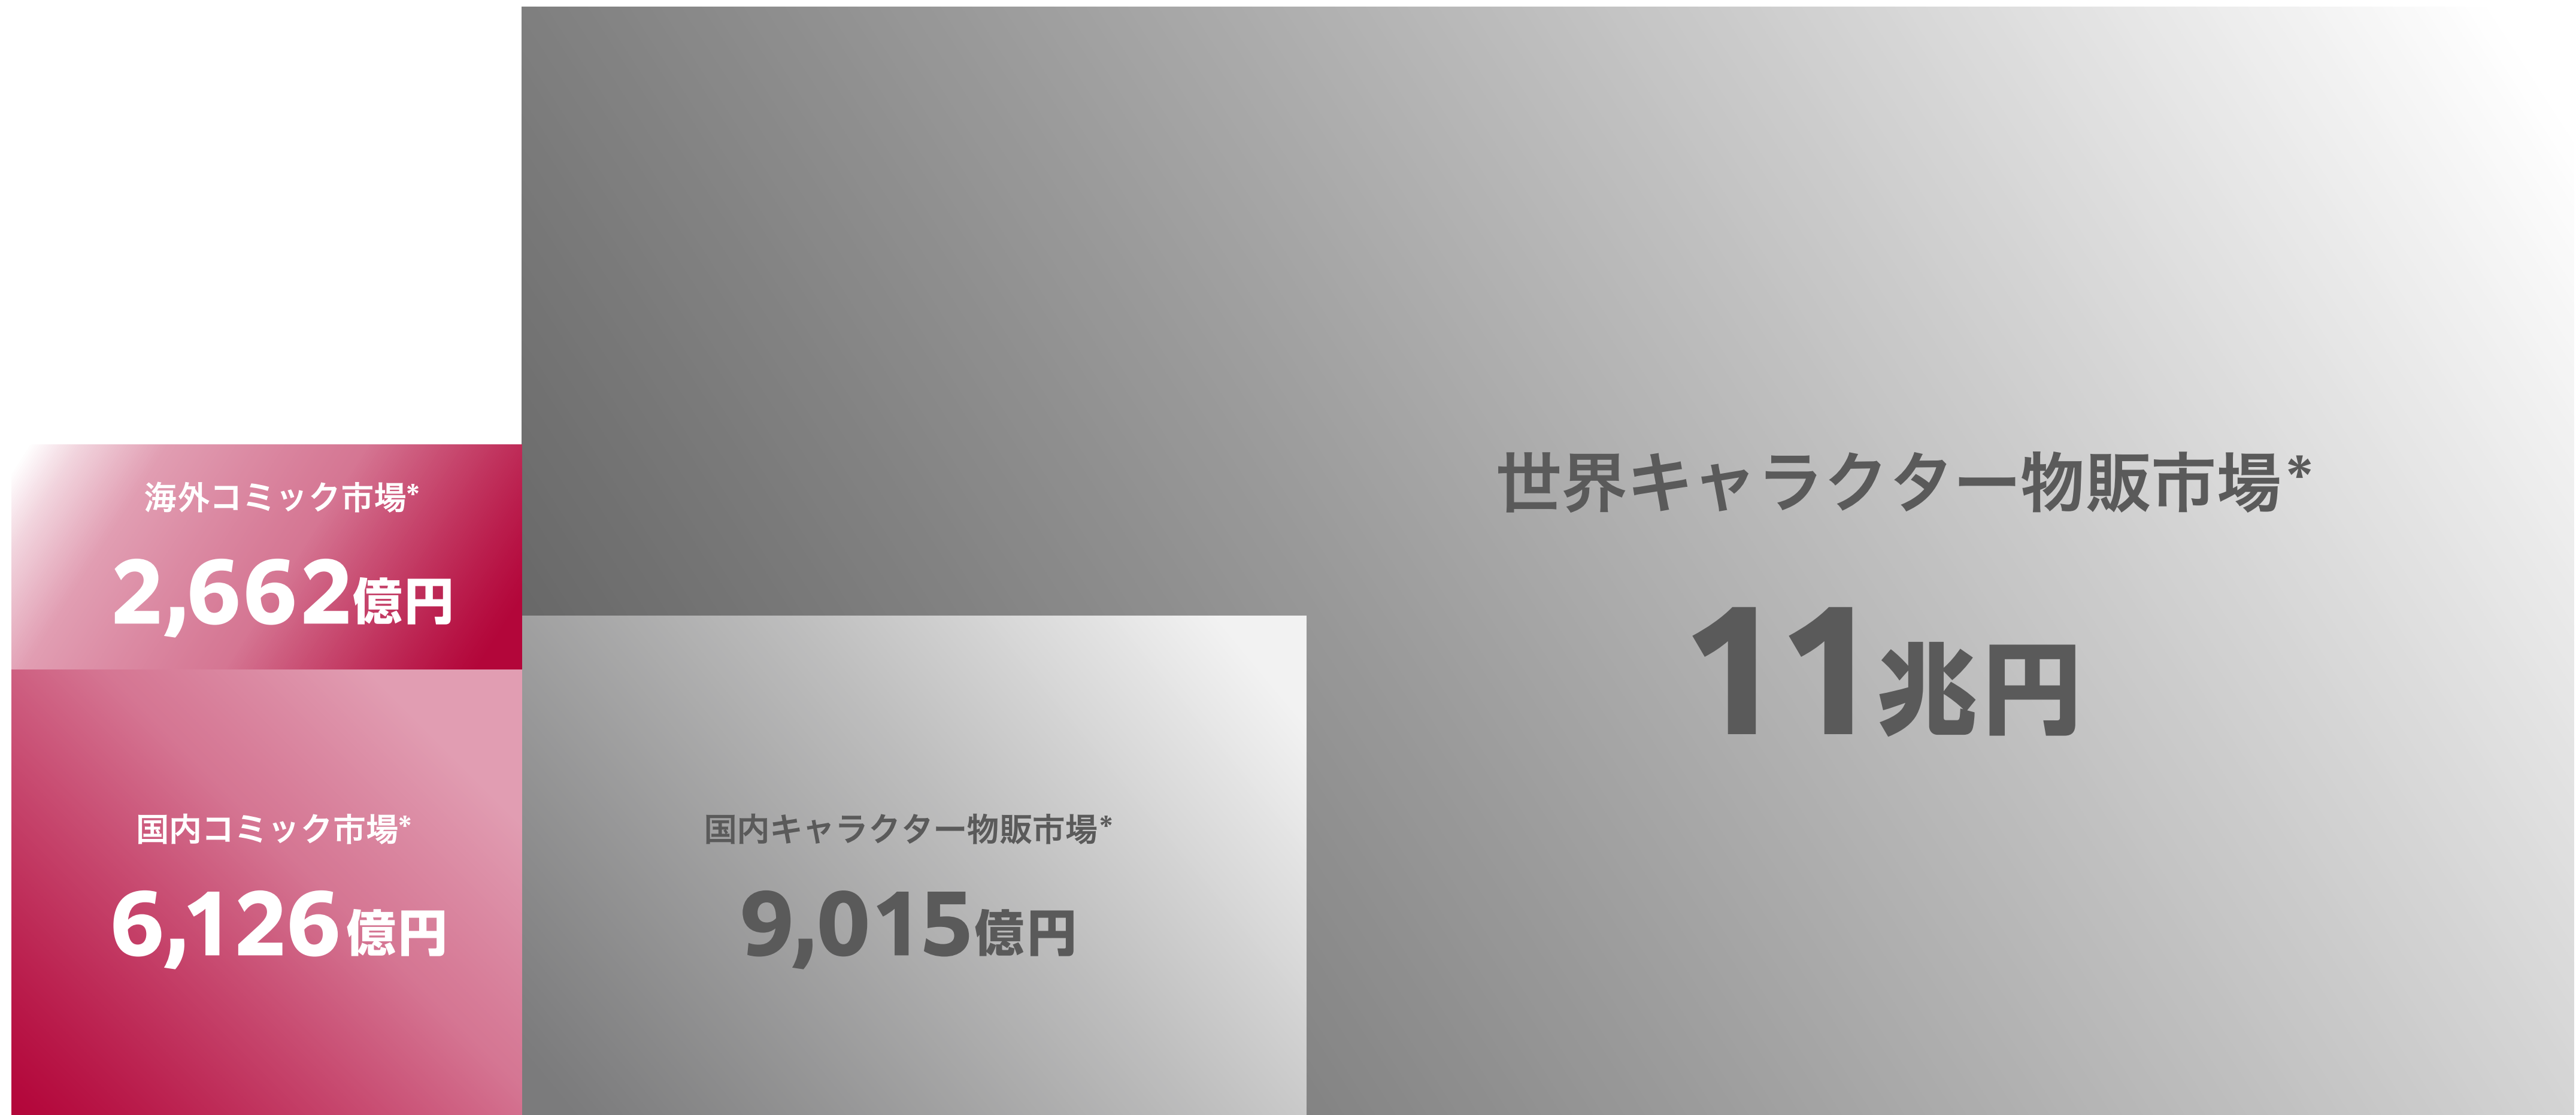 海外コミック市場*
2,662億円
国内コミック市場*
6,126億円
国内キャラクター物販市場*
9,015億円
世界キャラクター物販市場*
11兆円